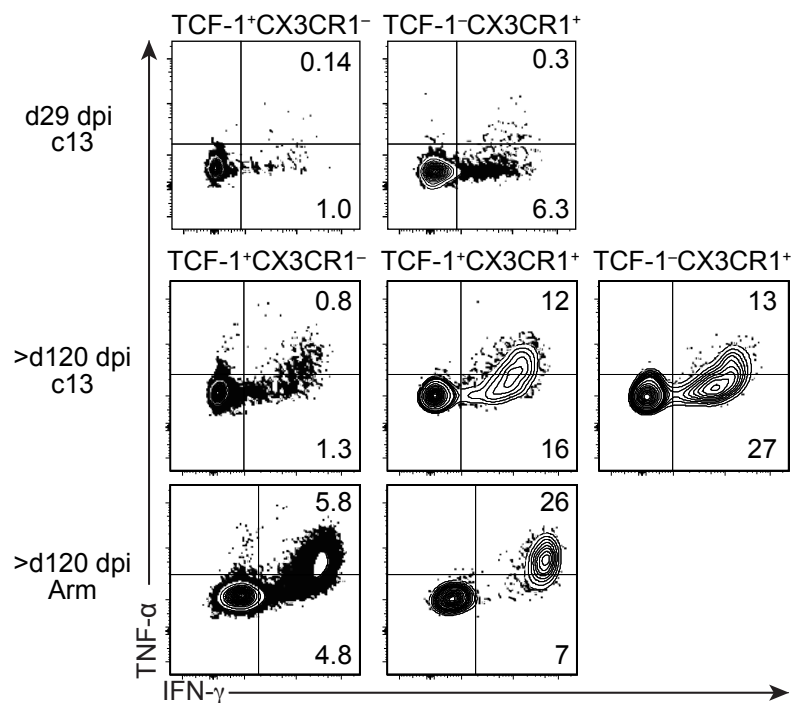 TCF-1⁺CX3CR1⁻ TCF-1⁻CX3CR1⁺
d29 dpi
c13
0.14
1.0
0.3
6.3
TCF-1⁺CX3CR1⁻ TCF-1⁺CX3CR1⁺ TCF-1⁻CX3CR1⁺
>d120 dpi
c13
0.8
1.3
12
16
13
27
>d120 dpi
Arm
5.8
4.8
26
7
TNF-α
IFN-γ